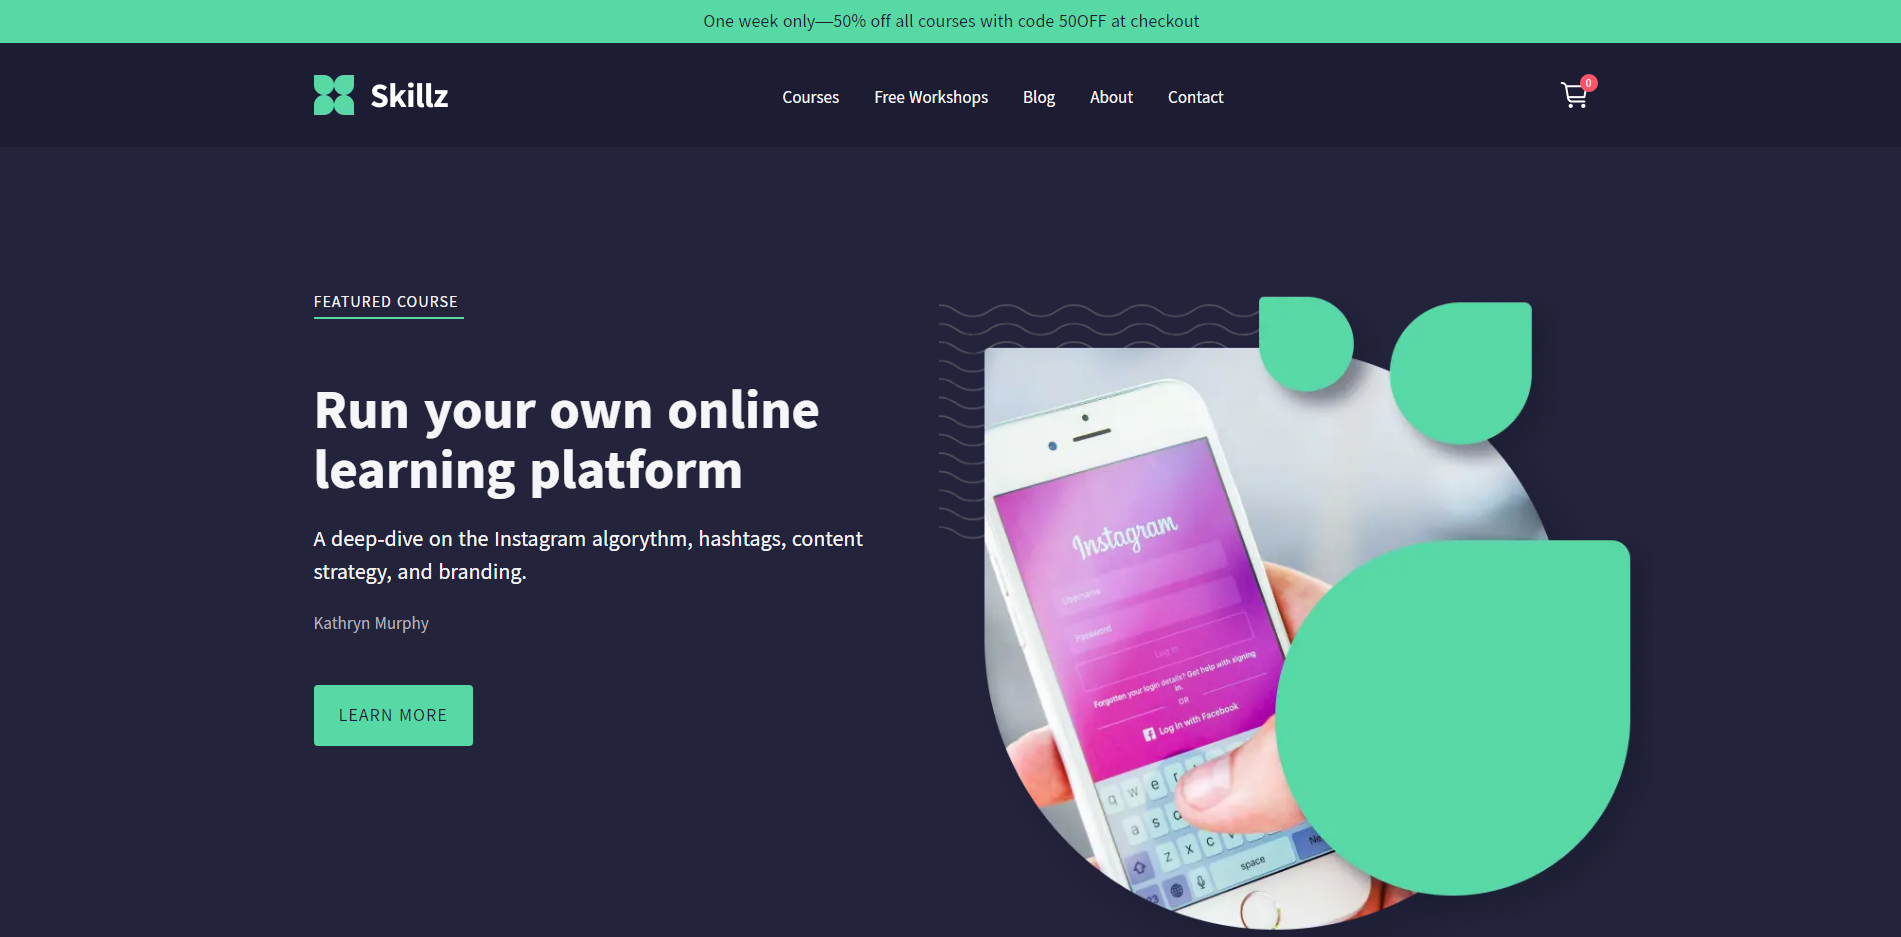 One week only—50% off all courses with code 50OFF at checkout
Skillz
Courses
Free Workshops
Blog
About
Contact
0
FEATURED COURSE
Run your own online
learning platform
A deep-dive on the Instagram algorythm, hashtags, content
strategy, and branding.
Kathryn Murphy
LEARN MORE
Instagram
Username
Password
Log In
Forgotten your login details? Get help with signing
in.
OR
Log in with Facebook
q w e r
a s
z x c
space